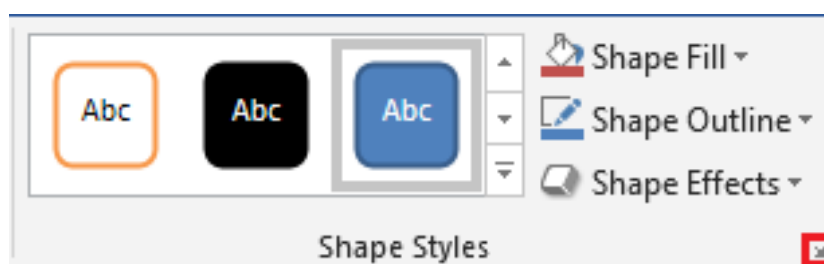 Abc Abc Abc
Shape Fill
Shape Outline
Shape Effects
Shape Styles